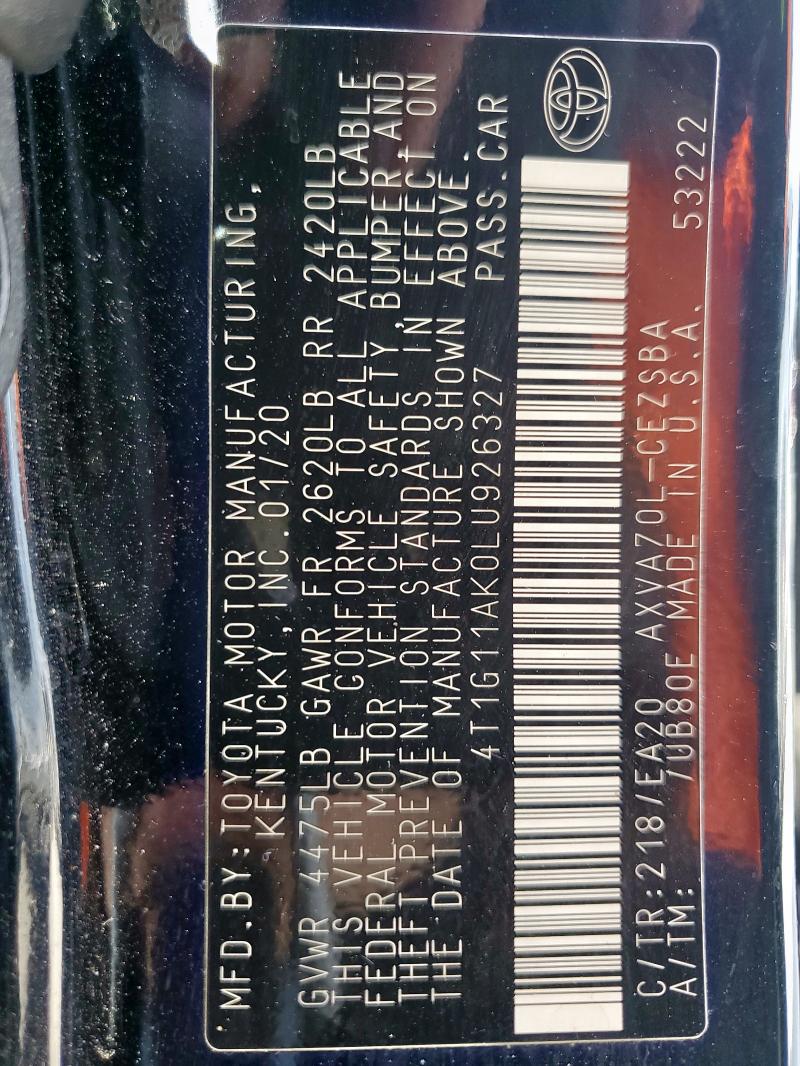 MFD.BY:TOYOTA MOTOR MANUFACTURING,
KENTUCKY,INC.01/20
GVWR 4475LB GAWR FR 2620LB RR 2420LB
THIS VEHICLE CONFORMS TO ALL APPLICABLE
FEDERAL MOTOR VEHICLE SAFETY,BUMPER,AND
THEFT PREVENTION STANDARDS IN EFFECT ON
THE DATE OF MANUFACTURE SHOWN ABOVE.
4T1G11AK0LU926327 PASS.CAR
C/TR:218/EA20 AXVA70L-CEZSBA
A/TM: /UB80E MADE IN U.S.A. 53222